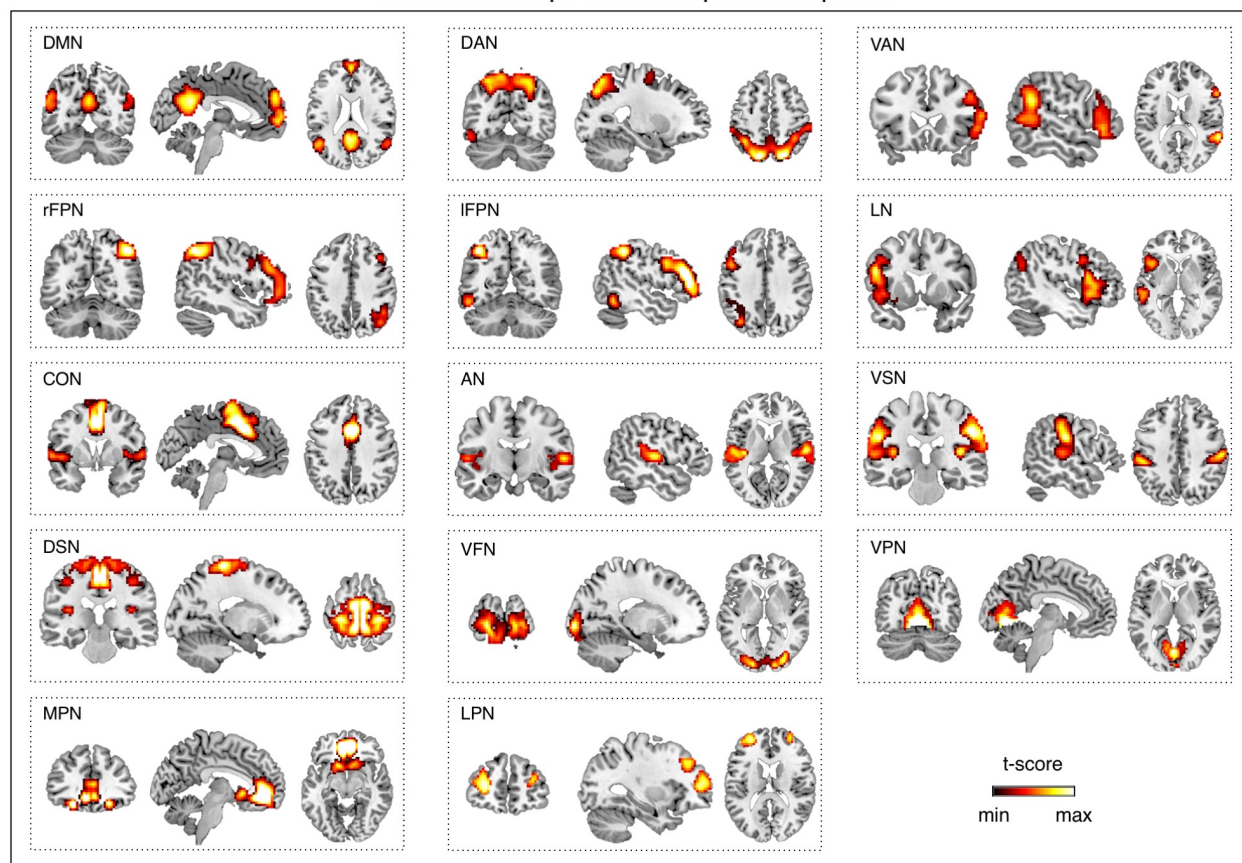 DMN
DAN
VAN
rFPN
lFPN
LN
CON
AN
VSN
DSN
VFN
VPN
MPN
LPN
t-score
min max